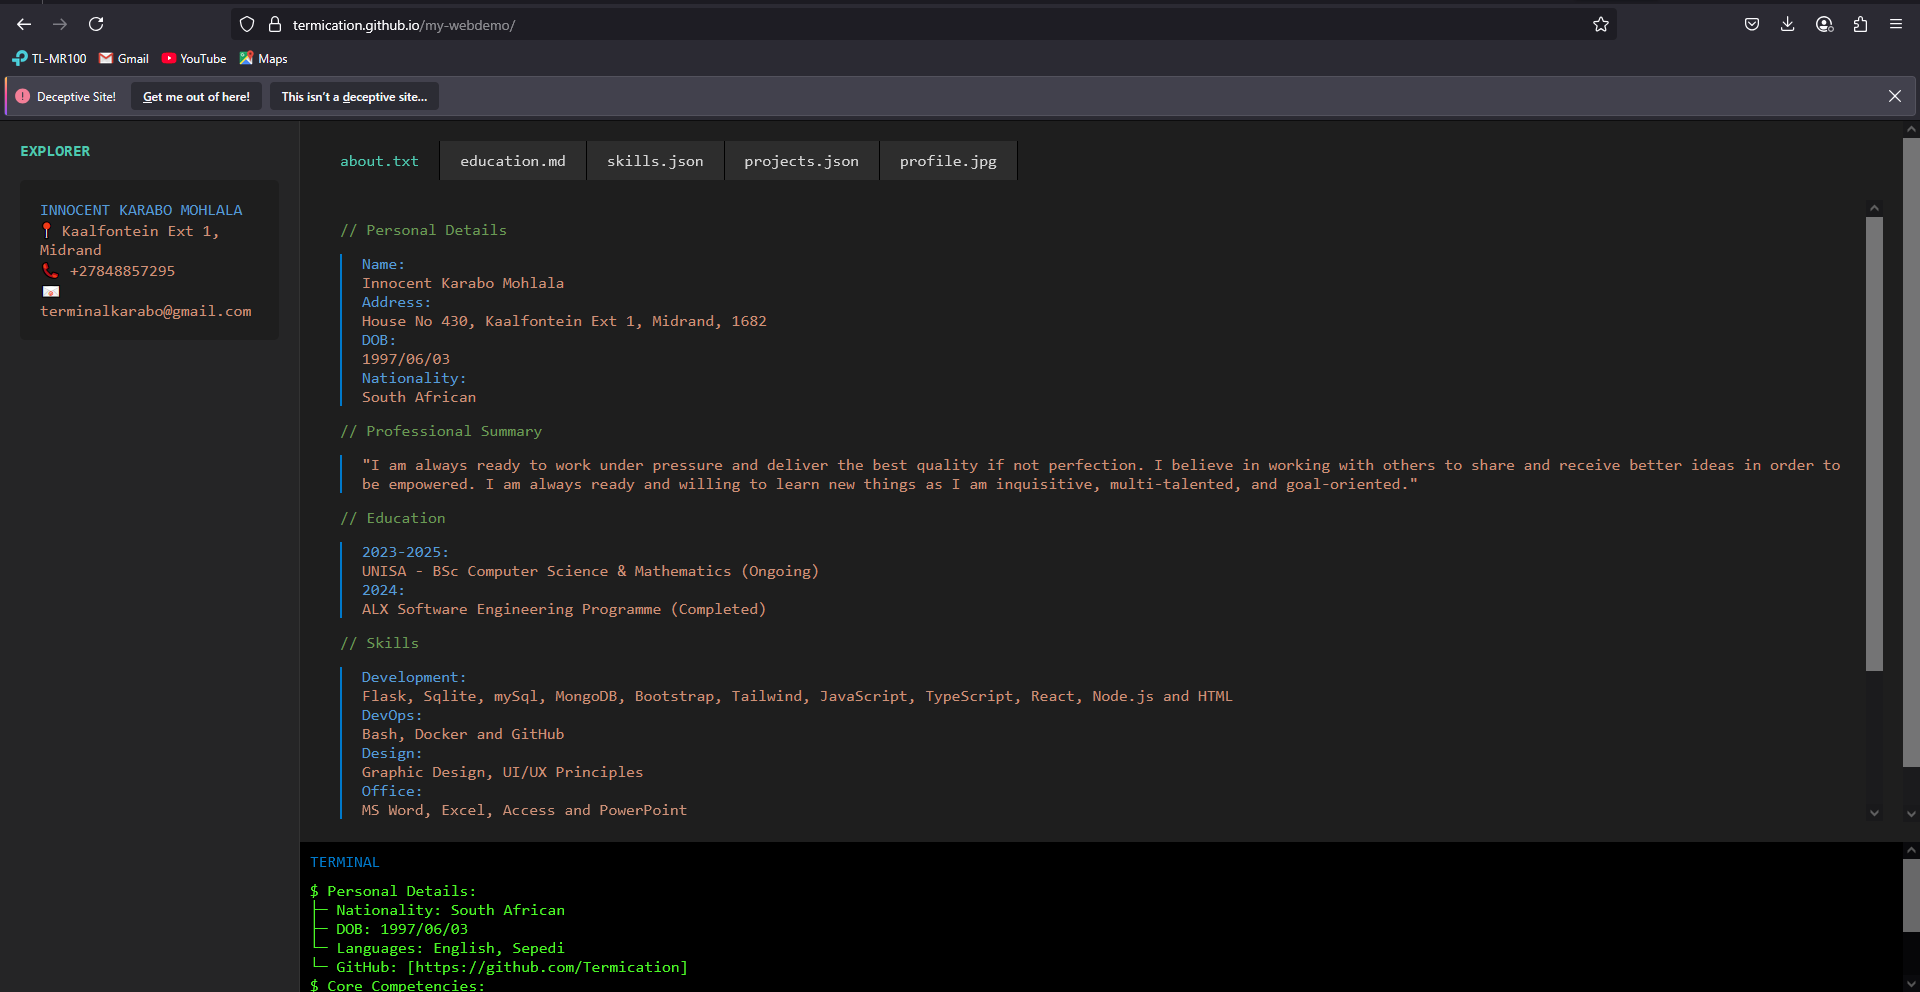 termication.github.io/my-webdemo/
TL-MR100 Gmail YouTube Maps
Deceptive Site! Get me out of here! This isn't a deceptive site...
EXPLORER
INNOCENT KARABO MOHLALA
Kaalfontein Ext 1,
Midrand
+27848857295
terminalkarabo@gmail.com
about.txt education.md skills.json projects.json profile.jpg
// Personal Details
Name:
Innocent Karabo Mohlala
Address:
House No 430, Kaalfontein Ext 1, Midrand, 1682
DOB:
1997/06/03
Nationality:
South African
// Professional Summary
"I am always ready to work under pressure and deliver the best quality if not perfection. I believe in working with others to share and receive better ideas in order to
be empowered. I am always ready and willing to learn new things as I am inquisitive, multi-talented, and goal-oriented."
// Education
2023-2025:
UNISA - BSc Computer Science & Mathematics (Ongoing)
2024:
ALX Software Engineering Programme (Completed)
// Skills
Development:
Flask, Sqlite, mySql, MongoDB, Bootstrap, Tailwind, JavaScript, TypeScript, React, Node.js and HTML
DevOps:
Bash, Docker and GitHub
Design:
Graphic Design, UI/UX Principles
Office:
MS Word, Excel, Access and PowerPoint
TERMINAL
$ Personal Details:
├─ Nationality: South African
├─ DOB: 1997/06/03
└─ Languages: English, Sepedi
└─ GitHub: [https://github.com/Termication]
$ Core Competencies: